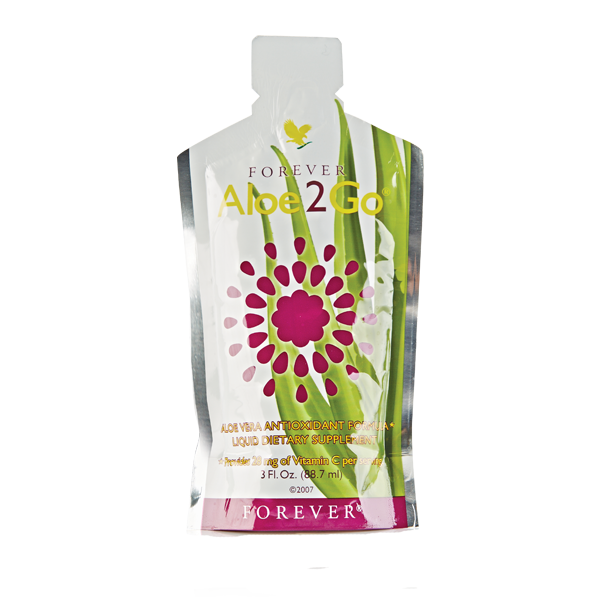 FOREVER
Aloe2Go®
ALOE VERA ANTIOXIDANT FORMULA*
LIQUID DIETARY SUPPLEMENT
mg of Vitamin C per
3 Fl. Oz. (88.7 ml)
©2007
FOREVER®